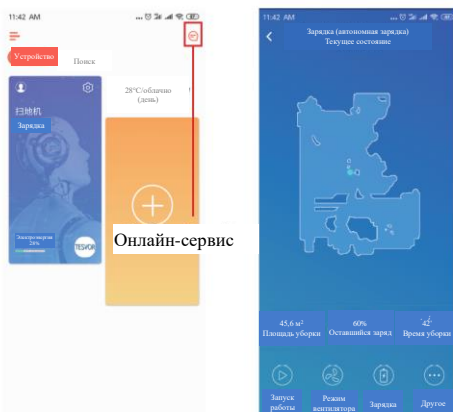 11:42 AM
Устройство
Поиск
28°C/облачно
(день)
扫地机
Зарядка
Электроэнергия
28%
TESVOR
Онлайн-сервис
11:42 AM
Зарядка (автономная зарядка)
Текущее состояние
45,6 м²
Площадь уборки
60%
Оставшийся заряд
42'
Время уборки
Запуск
работы
Режим
вентилятора
Зарядка
Другое